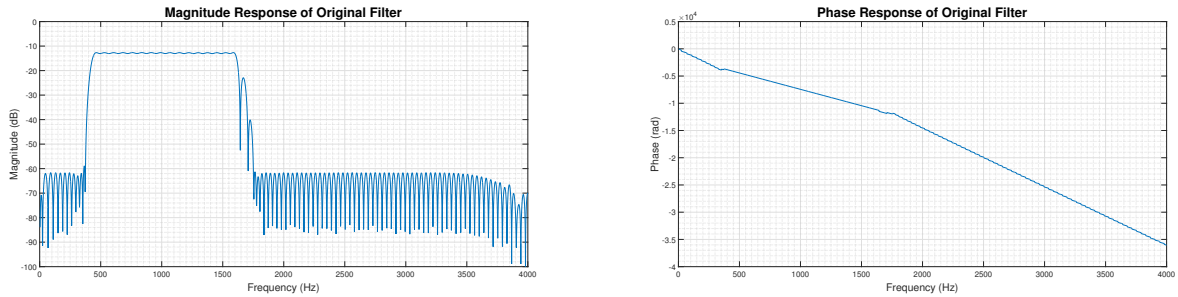 Magnitude Response of Original Filter
0
-10
-20
-30
-40
-50
-60
-70
-80
-90
-100
Magnitude (dB)
0 500 1000 1500 2000 2500 3000 3500 4000
Frequency (Hz)
Phase Response of Original Filter
×10⁴
0.5
0
-0.5
-1
-1.5
-2
-2.5
-3
-3.5
-4
Phase (rad)
0 500 1000 1500 2000 2500 3000 3500 4000
Frequency (Hz)